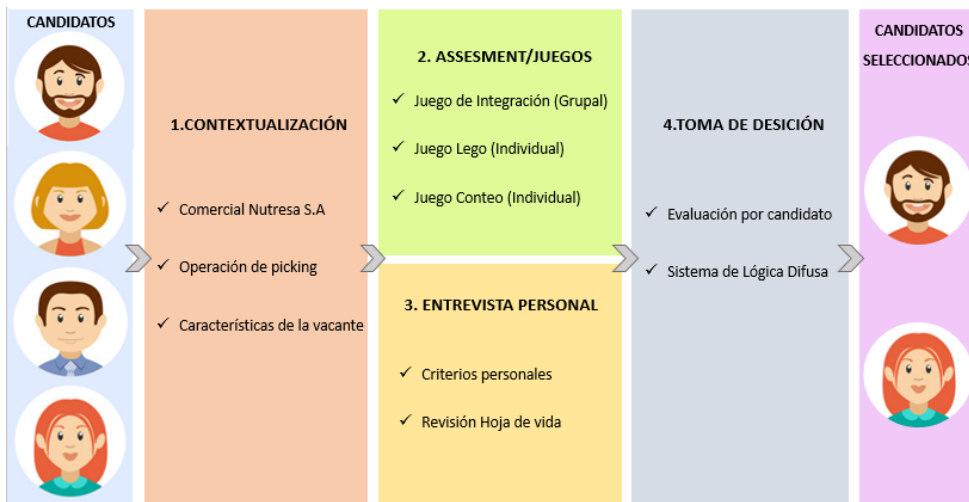 CANDIDATOS
1.CONTEXTUALIZACIÓN
✓ Comercial Nutresa S.A
✓ Operación de picking
✓ Características de la vacante
2. ASSESMENT/JUEGOS
✓ Juego de Integración (Grupal)
✓ Juego Lego (Individual)
✓ Juego Conteo (Individual)
3. ENTREVISTA PERSONAL
✓ Criterios personales
✓ Revisión Hoja de vida
4.TOMA DE DESICIÓN
✓ Evaluación por candidato
✓ Sistema de Lógica Difusa
CANDIDATOS
SELECCIONADOS